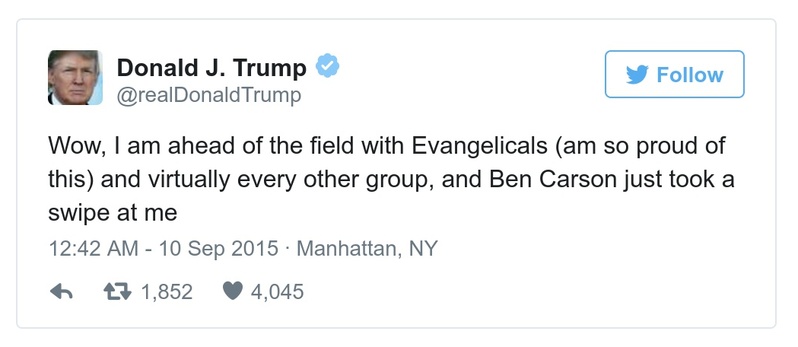 Donald J. Trump
@realDonaldTrump
Follow
Wow, I am ahead of the field with Evangelicals (am so proud of
this) and virtually every other group, and Ben Carson just took a
swipe at me
12:42 AM - 10 Sep 2015 · Manhattan, NY
1,852 4,045